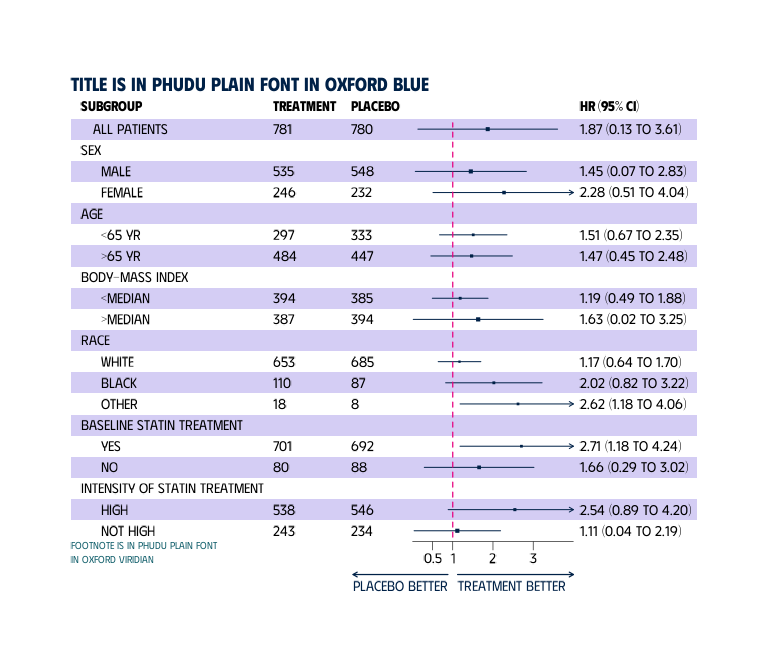 TITLE IS IN PHUDU PLAIN FONT IN OXFORD BLUE
SUBGROUP TREATMENT PLACEBO HR (95% CI)
ALL PATIENTS 781 780 1.87 (0.13 TO 3.61)
SEX
MALE 535 548 1.45 (0.07 TO 2.83)
FEMALE 246 232 2.28 (0.51 TO 4.04)
AGE
<65 YR 297 333 1.51 (0.67 TO 2.35)
>65 YR 484 447 1.47 (0.45 TO 2.48)
BODY-MASS INDEX
<MEDIAN 394 385 1.19 (0.49 TO 1.88)
>MEDIAN 387 394 1.63 (0.02 TO 3.25)
RACE
WHITE 653 685 1.17 (0.64 TO 1.70)
BLACK 110 87 2.02 (0.82 TO 3.22)
OTHER 18 8 2.62 (1.18 TO 4.06)
BASELINE STATIN TREATMENT
YES 701 692 2.71 (1.18 TO 4.24)
NO 80 88 1.66 (0.29 TO 3.02)
INTENSITY OF STATIN TREATMENT
HIGH 538 546 2.54 (0.89 TO 4.20)
NOT HIGH 243 234 1.11 (0.04 TO 2.19)
FOOTNOTE IS IN PHUDU PLAIN FONT
IN OXFORD VIRIDIAN
0.5 1 2 3
PLACEBO BETTER TREATMENT BETTER